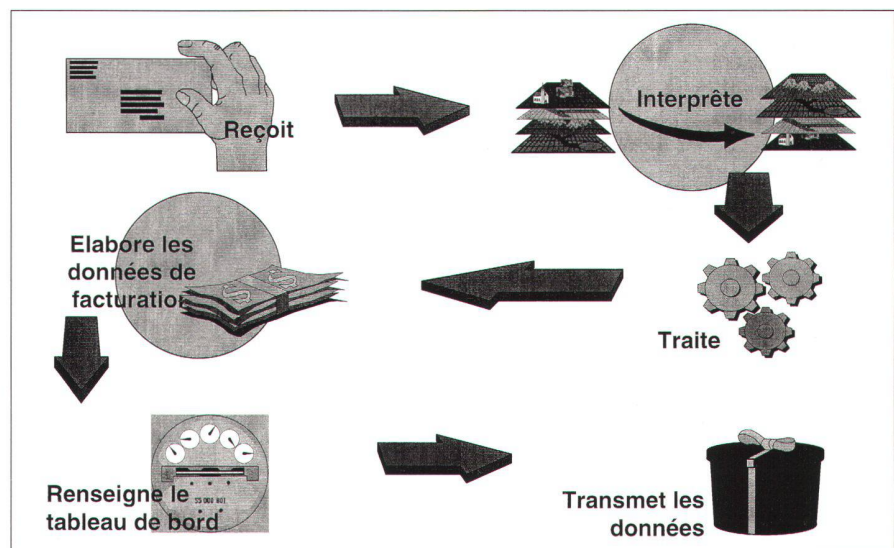 Reçoit
Interprête
Traite
Elabore les
données de
facturation
Renseigne le
tableau de bord
Transmet les
données